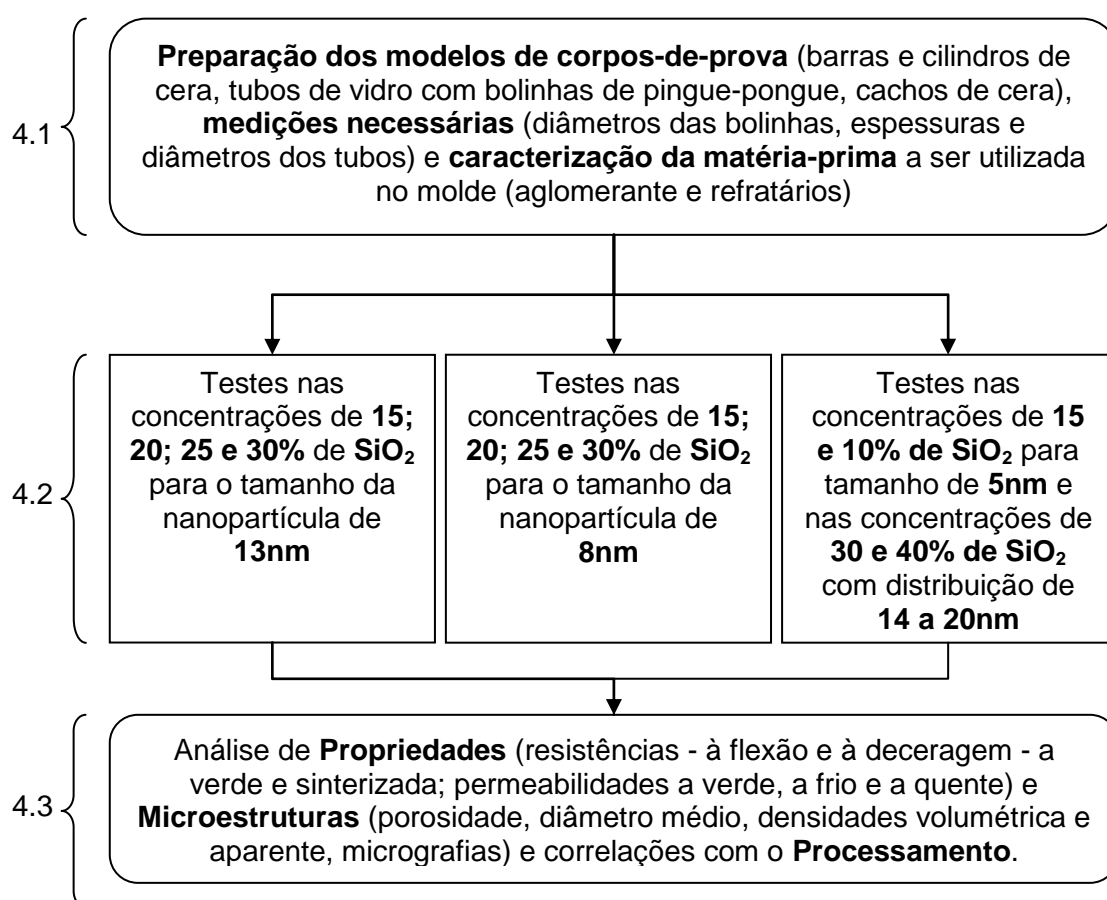 Preparação dos modelos de corpos-de-prova (barras e cilindros de
cera, tubos de vidro com bolinhas de pingue-pongue, cachos de cera),
medições necessárias (diâmetros das bolinhas, espessuras e
diâmetros dos tubos) e caracterização da matéria-prima a ser utilizada
no molde (aglomerante e refratários)
4.1
Testes nas
concentrações de 15;
20; 25 e 30% de SiO₂
para o tamanho da
nanopartícula de
13nm
Testes nas
concentrações de 15;
20; 25 e 30% de SiO₂
para o tamanho da
nanopartícula de
8nm
Testes nas
concentrações de 15
e 10% de SiO₂ para
tamanho de 5nm e
nas concentrações de
30 e 40% de SiO₂
com distribuição de
14 a 20nm
4.2
Análise de Propriedades (resistências - à flexão e à deceragem - a
verde e sinterizada; permeabilidades a verde, a frio e a quente) e
Microestruturas (porosidade, diâmetro médio, densidades volumétrica e
aparente, micrografias) e correlações com o Processamento.
4.3